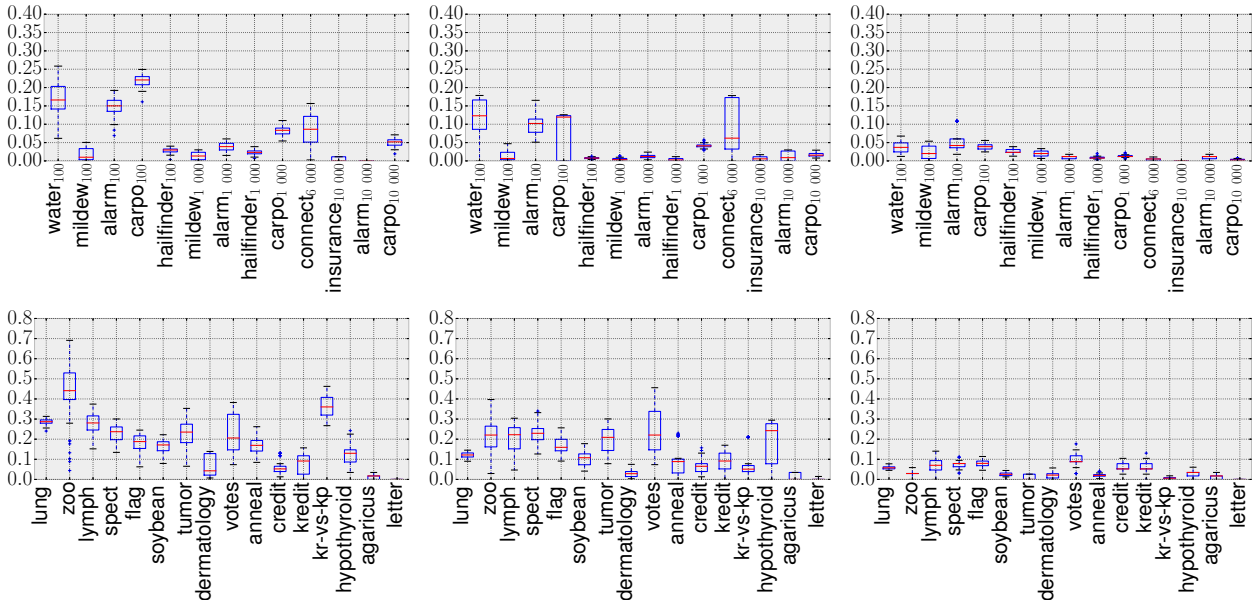 0.40
0.35
0.30
0.25
0.20
0.15
0.10
0.05
0.00
water100
mildew100
alarm100
carpo100
hailfinder100
mildew1 000
alarm1 000
hailfinder1 000
carpo1 000
connect6 000
insurance10 000
alarm10 000
carpo10 000
0.40
0.35
0.30
0.25
0.20
0.15
0.10
0.05
0.00
water100
mildew100
alarm100
carpo100
hailfinder100
mildew1 000
alarm1 000
hailfinder1 000
carpo1 000
connect6 000
insurance10 000
alarm10 000
carpo10 000
0.40
0.35
0.30
0.25
0.20
0.15
0.10
0.05
0.00
water100
mildew100
alarm100
carpo100
hailfinder100
mildew1 000
alarm1 000
hailfinder1 000
carpo1 000
connect6 000
insurance10 000
alarm10 000
carpo10 000
0.8
0.7
0.6
0.5
0.4
0.3
0.2
0.1
0.0
lung
zoo
lymph
spect
flag
soybean
tumor
dermatology
votes
anneal
credit
kredit
kr-vs-kp
hypothyroid
agaricus
letter
0.8
0.7
0.6
0.5
0.4
0.3
0.2
0.1
0.0
lung
zoo
lymph
spect
flag
soybean
tumor
dermatology
votes
anneal
credit
kredit
kr-vs-kp
hypothyroid
agaricus
letter
0.8
0.7
0.6
0.5
0.4
0.3
0.2
0.1
0.0
lung
zoo
lymph
spect
flag
soybean
tumor
dermatology
votes
anneal
credit
kredit
kr-vs-kp
hypothyroid
agaricus
letter